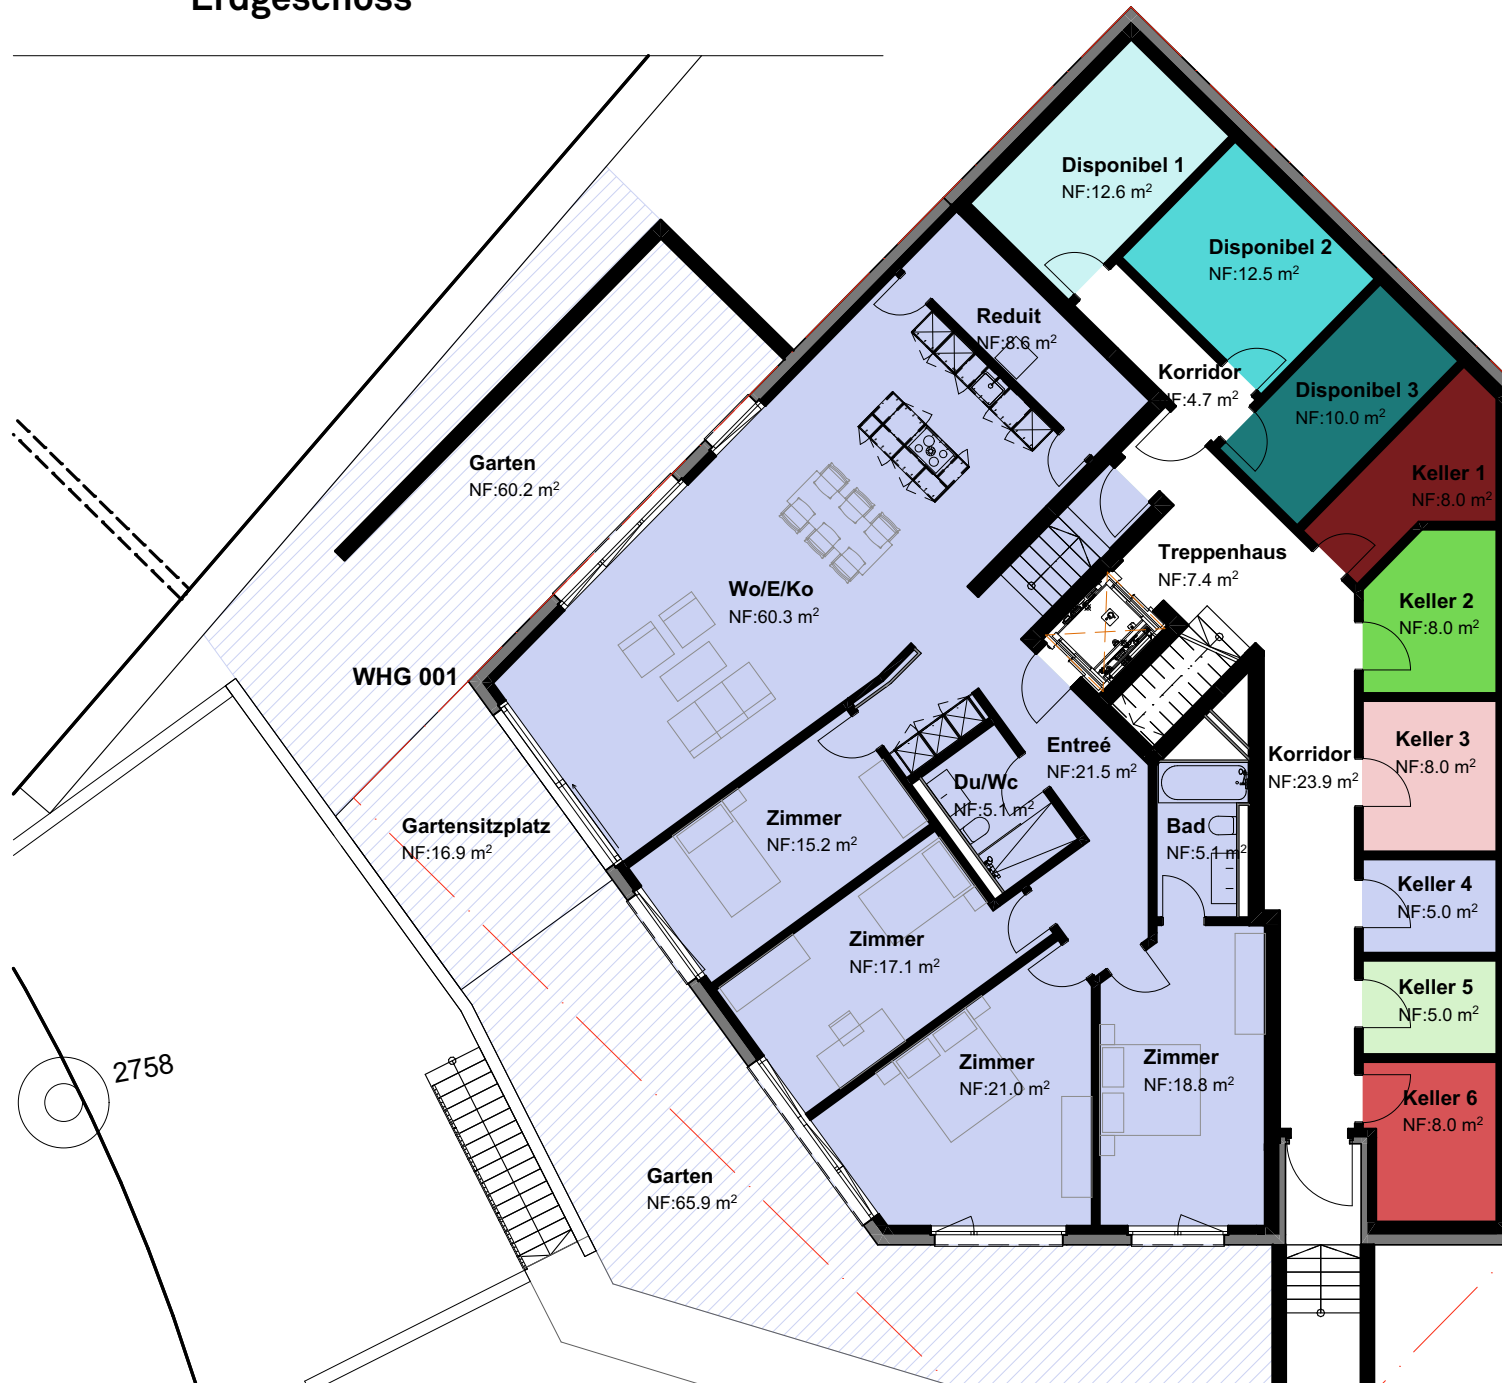 Erdgeschoss
Disponibel 1
NF:12.6 m²
Disponibel 2
NF:12.5 m²
Reduit
NF:8.6 m²
Korridor
NF:4.7 m²
Disponibel 3
NF:10.0 m²
Garten
NF:60.2 m²
Keller 1
NF:8.0 m²
Treppenhaus
NF:7.4 m²
Wo/E/Ko
NF:60.3 m²
Keller 2
NF:8.0 m²
WHG 001
Entreé
NF:21.5 m²
Korridor
NF:23.9 m²
Keller 3
NF:8.0 m²
Du/Wc
NF:5.1 m²
Zimmer
NF:15.2 m²
Gartensitzplatz
NF:16.9 m²
Bad
NF:5.1 m²
Keller 4
NF:5.0 m²
Zimmer
NF:17.1 m²
Keller 5
NF:5.0 m²
2758
Zimmer
NF:21.0 m²
Zimmer
NF:18.8 m²
Keller 6
NF:8.0 m²
Garten
NF:65.9 m²